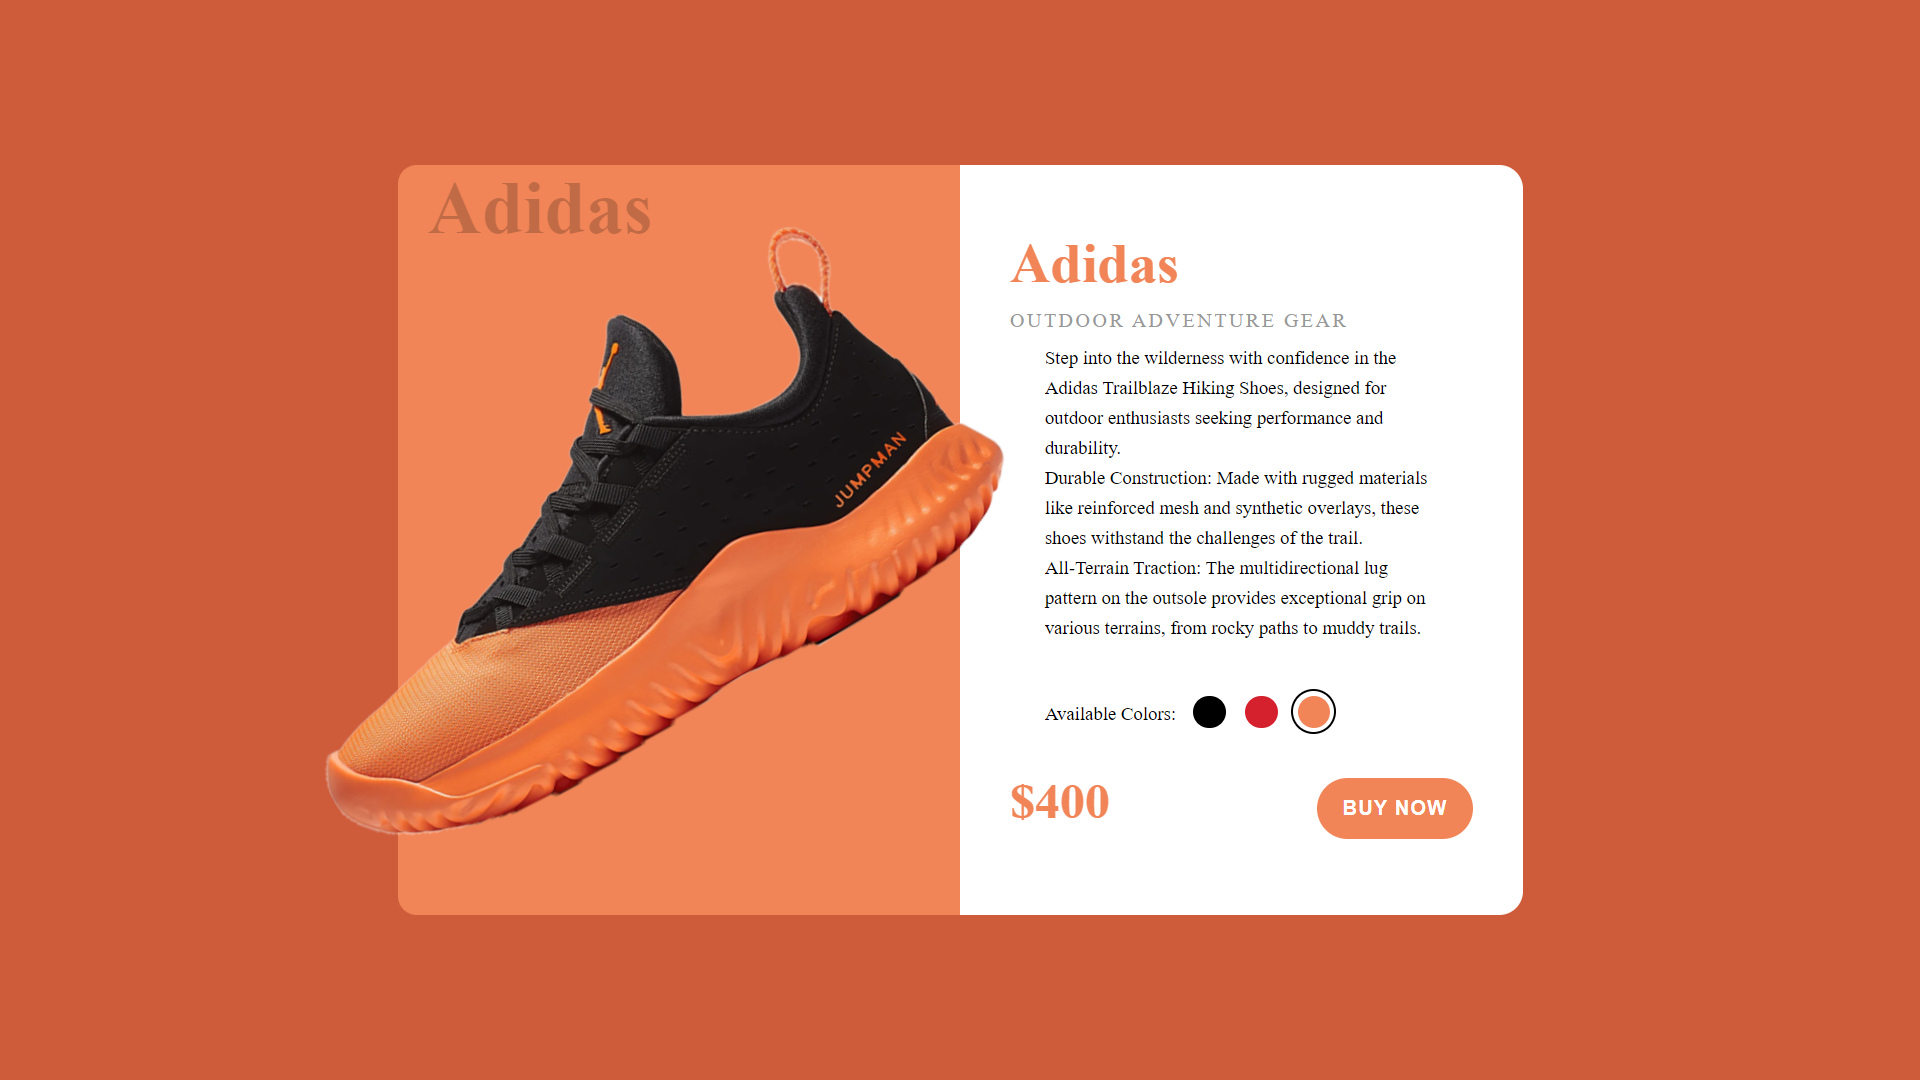 Adidas
JUMPMAN
Adidas
OUTDOOR ADVENTURE GEAR
Step into the wilderness with confidence in the
Adidas Trailblaze Hiking Shoes, designed for
outdoor enthusiasts seeking performance and
durability.
Durable Construction: Made with rugged materials
like reinforced mesh and synthetic overlays, these
shoes withstand the challenges of the trail.
All-Terrain Traction: The multidirectional lug
pattern on the outsole provides exceptional grip on
various terrains, from rocky paths to muddy trails.
Available Colors:
$400
BUY NOW